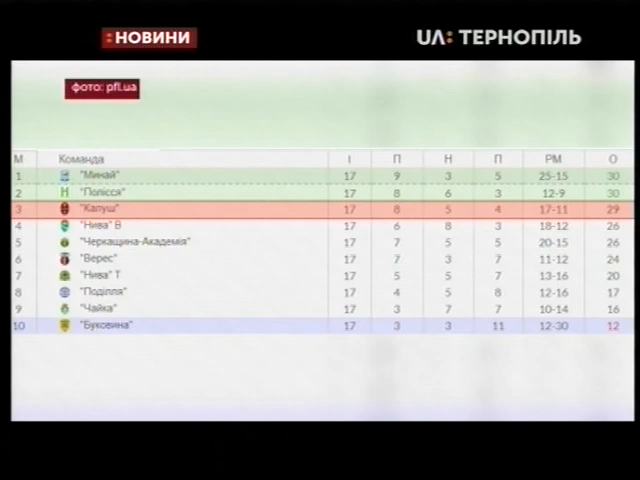 :НОВИНИ
UA: ТЕРНОПІЛЬ
фото: pfl.ua
М Команда І П Н П РМ О
1 "Минай" 17 9 3 5 25-15 30
2 "Полісся" 17 8 6 3 12-9 30
3 "Калуш" 17 8 5 4 17-11 29
4 "Нива" В 17 6 8 3 18-12 26
5 "Черкащина-Академія" 17 7 5 5 20-15 26
6 "Верес" 17 7 3 7 11-12 24
7 "Нива" Т 17 5 5 7 13-16 20
8 "Поділля" 17 4 5 8 12-16 17
9 "Чайка" 17 3 7 7 10-14 16
10 "Буковина" 17 3 3 11 12-30 12